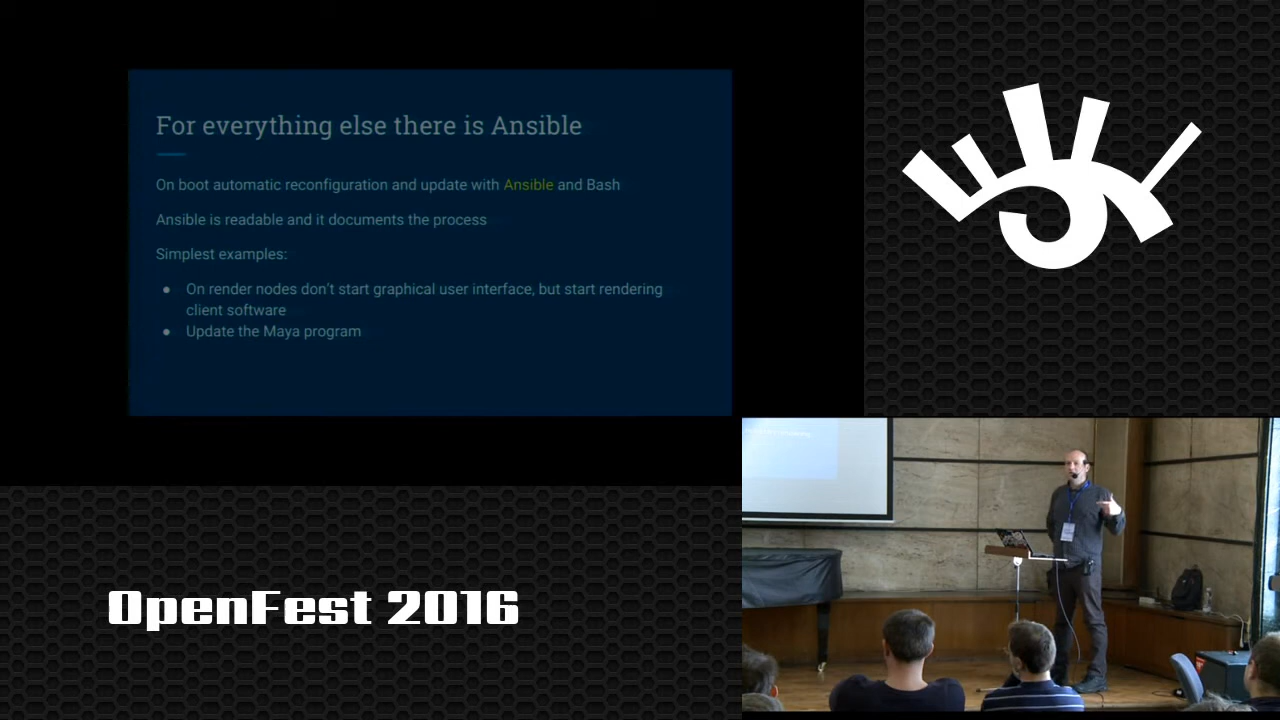 For everything else there is Ansible
On boot automatic reconfiguration and update with Ansible and Bash
Ansible is readable and it documents the process
Simplest examples:
● On render nodes don't start graphical user interface, but start rendering
client software
● Update the Maya program
OpenFest 2016